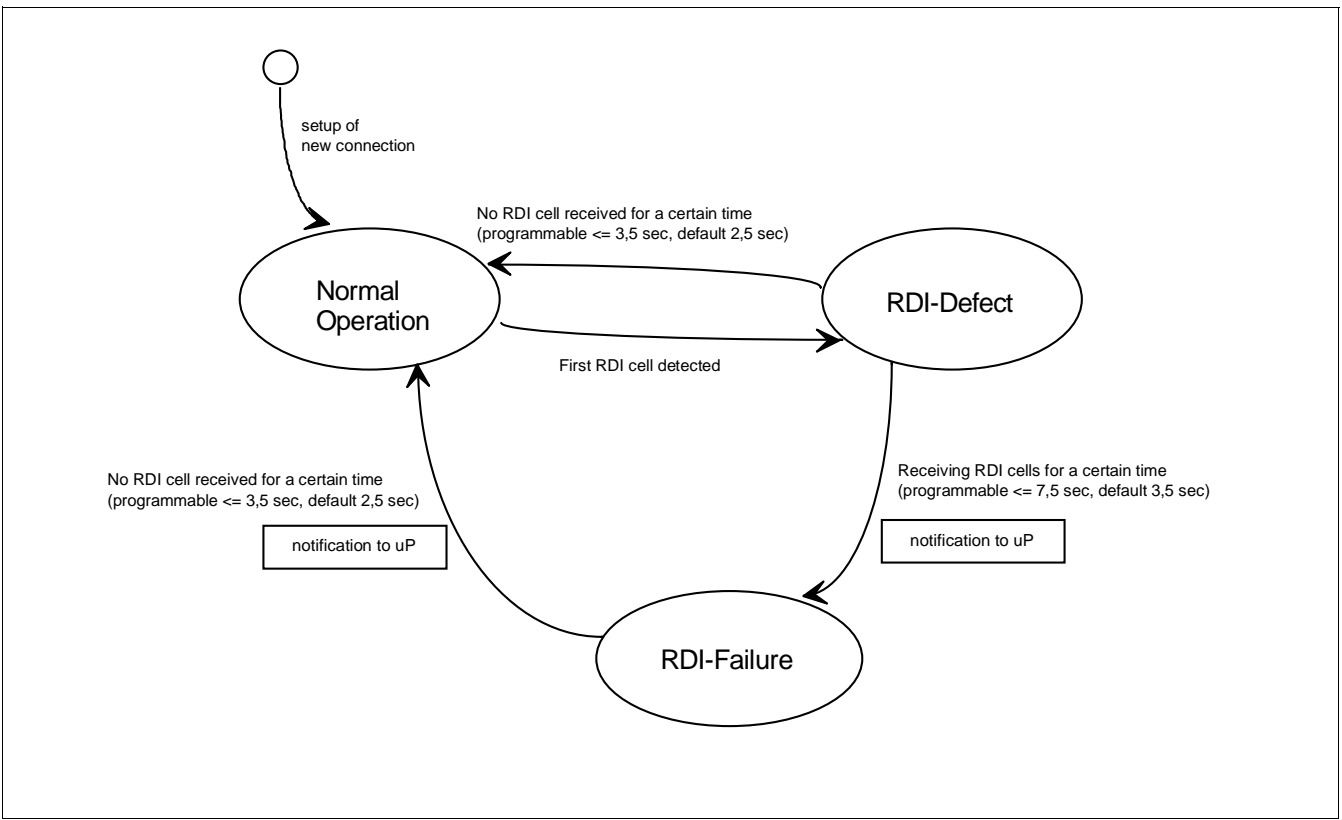 setup of
new connection
No RDI cell received for a certain time
(programmable <= 3,5 sec, default 2,5 sec)
Normal
Operation
RDI-Defect
First RDI cell detected
No RDI cell received for a certain time
(programmable <= 3,5 sec, default 2,5 sec)
notification to uP
Receiving RDI cells for a certain time
(programmable <= 7,5 sec, default 3,5 sec)
notification to uP
RDI-Failure